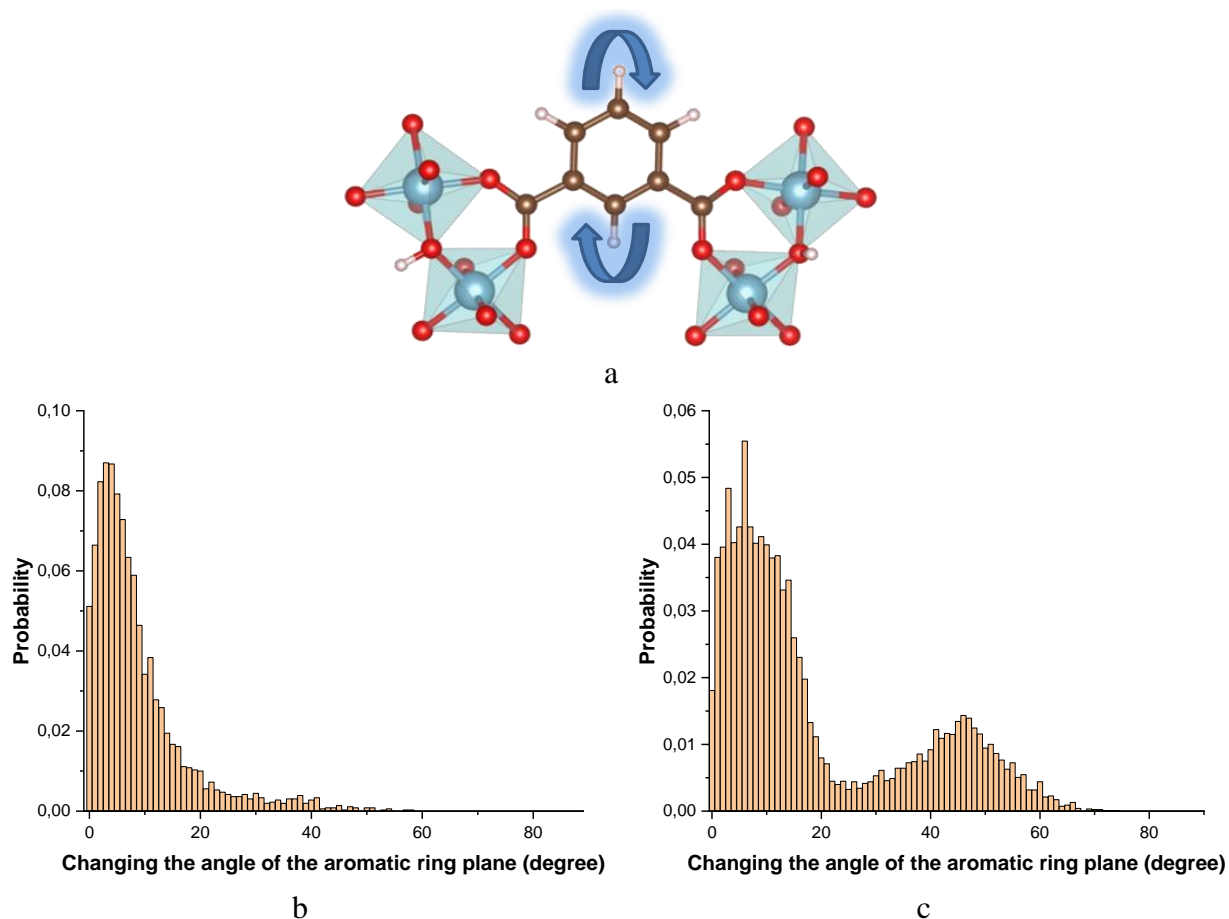 a
0,10
0,08
0,06
0,04
0,02
0,00
Probability
0 20 40 60 80
Changing the angle of the aromatic ring plane (degree)
b
0,06
0,05
0,04
0,03
0,02
0,01
0,00
Probability
0 20 40 60 80
Changing the angle of the aromatic ring plane (degree)
c